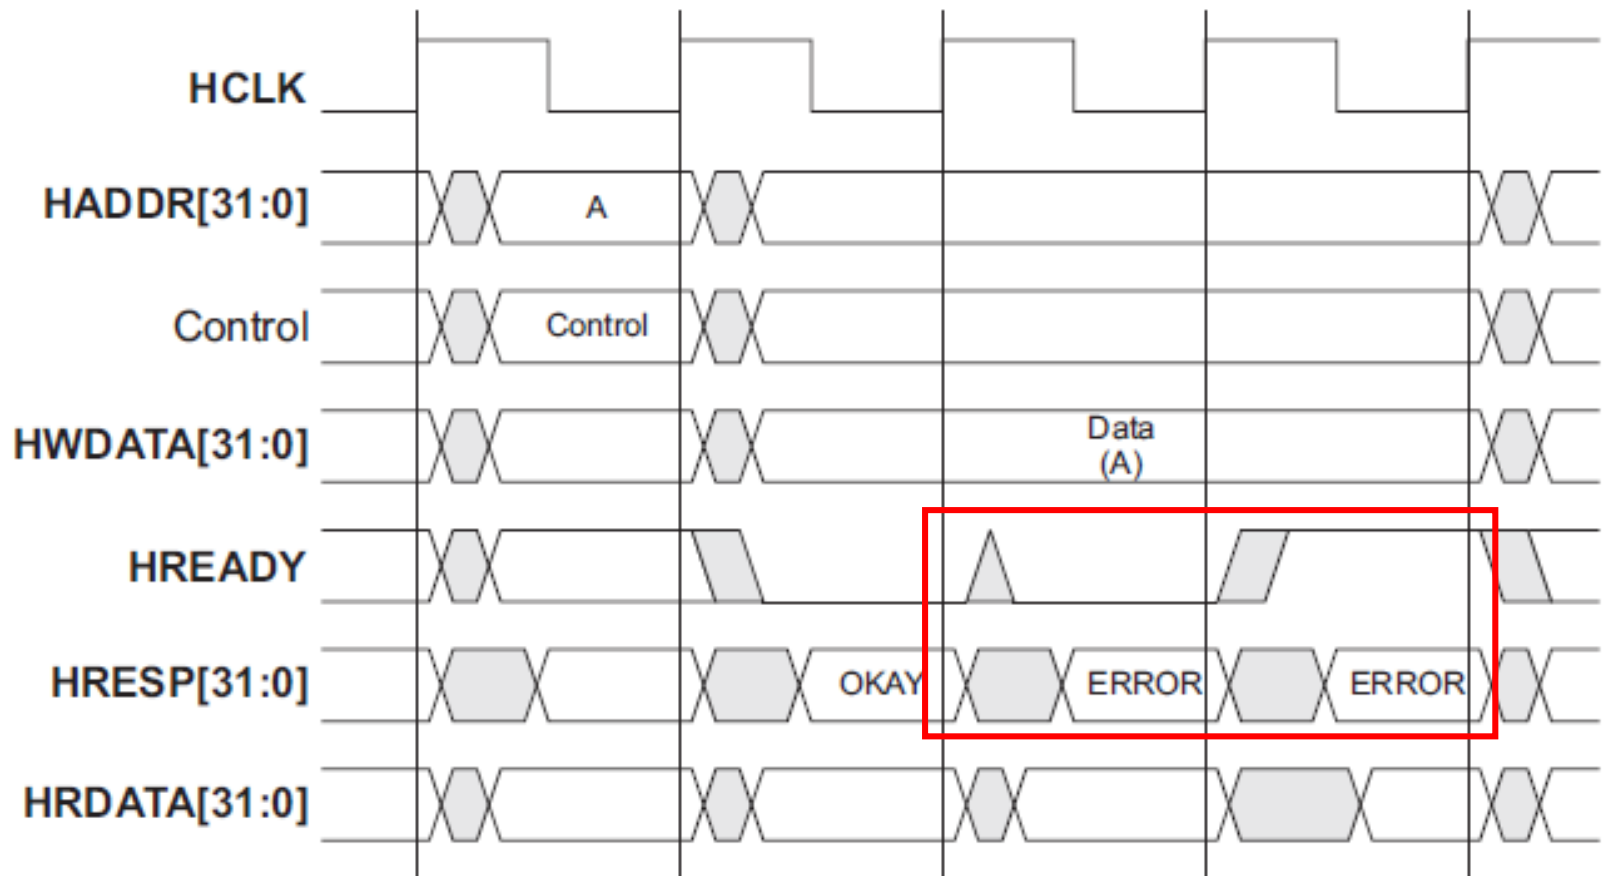 HCLK
HADDR[31:0]
A
Control
Control
HWDATA[31:0]
Data
(A)
HREADY
HRESP[31:0]
OKAY
ERROR
ERROR
HRDATA[31:0]